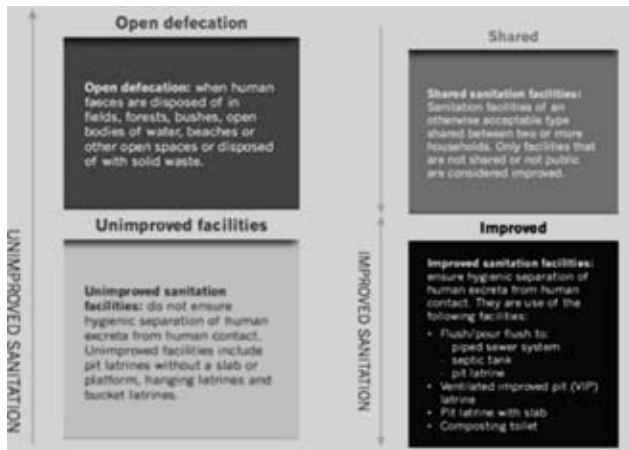 Open defecation
Open defecation: when human
faeces are disposed of in
fields, forests, bushes, open
bodies of water, beaches or
other open spaces or disposed
of with solid waste.
Unimproved facilities
Unimproved sanitation
facilities: do not ensure
hygienic separation of human
excreta from human contact.
Unimproved facilities include
pit latrines without a slab or
platform, hanging latrines and
bucket latrines.
UNIMPROVED SANITATION
Shared
Shared sanitation facilities:
Sanitation facilities of an
otherwise acceptable type
shared between two or more
households. Only facilities that
are not shared or not public
are considered improved.
Improved
Improved sanitation facilities:
ensure hygienic separation of
human excreta from human
contact. They are use of the
following facilities:
• Flush/pour flush to:
- piped sewer system
- septic tank
- pit latrine
• Ventilated improved pit (VIP)
latrine
• Pit latrine with slab
• Composting toilet
IMPROVED SANITATION